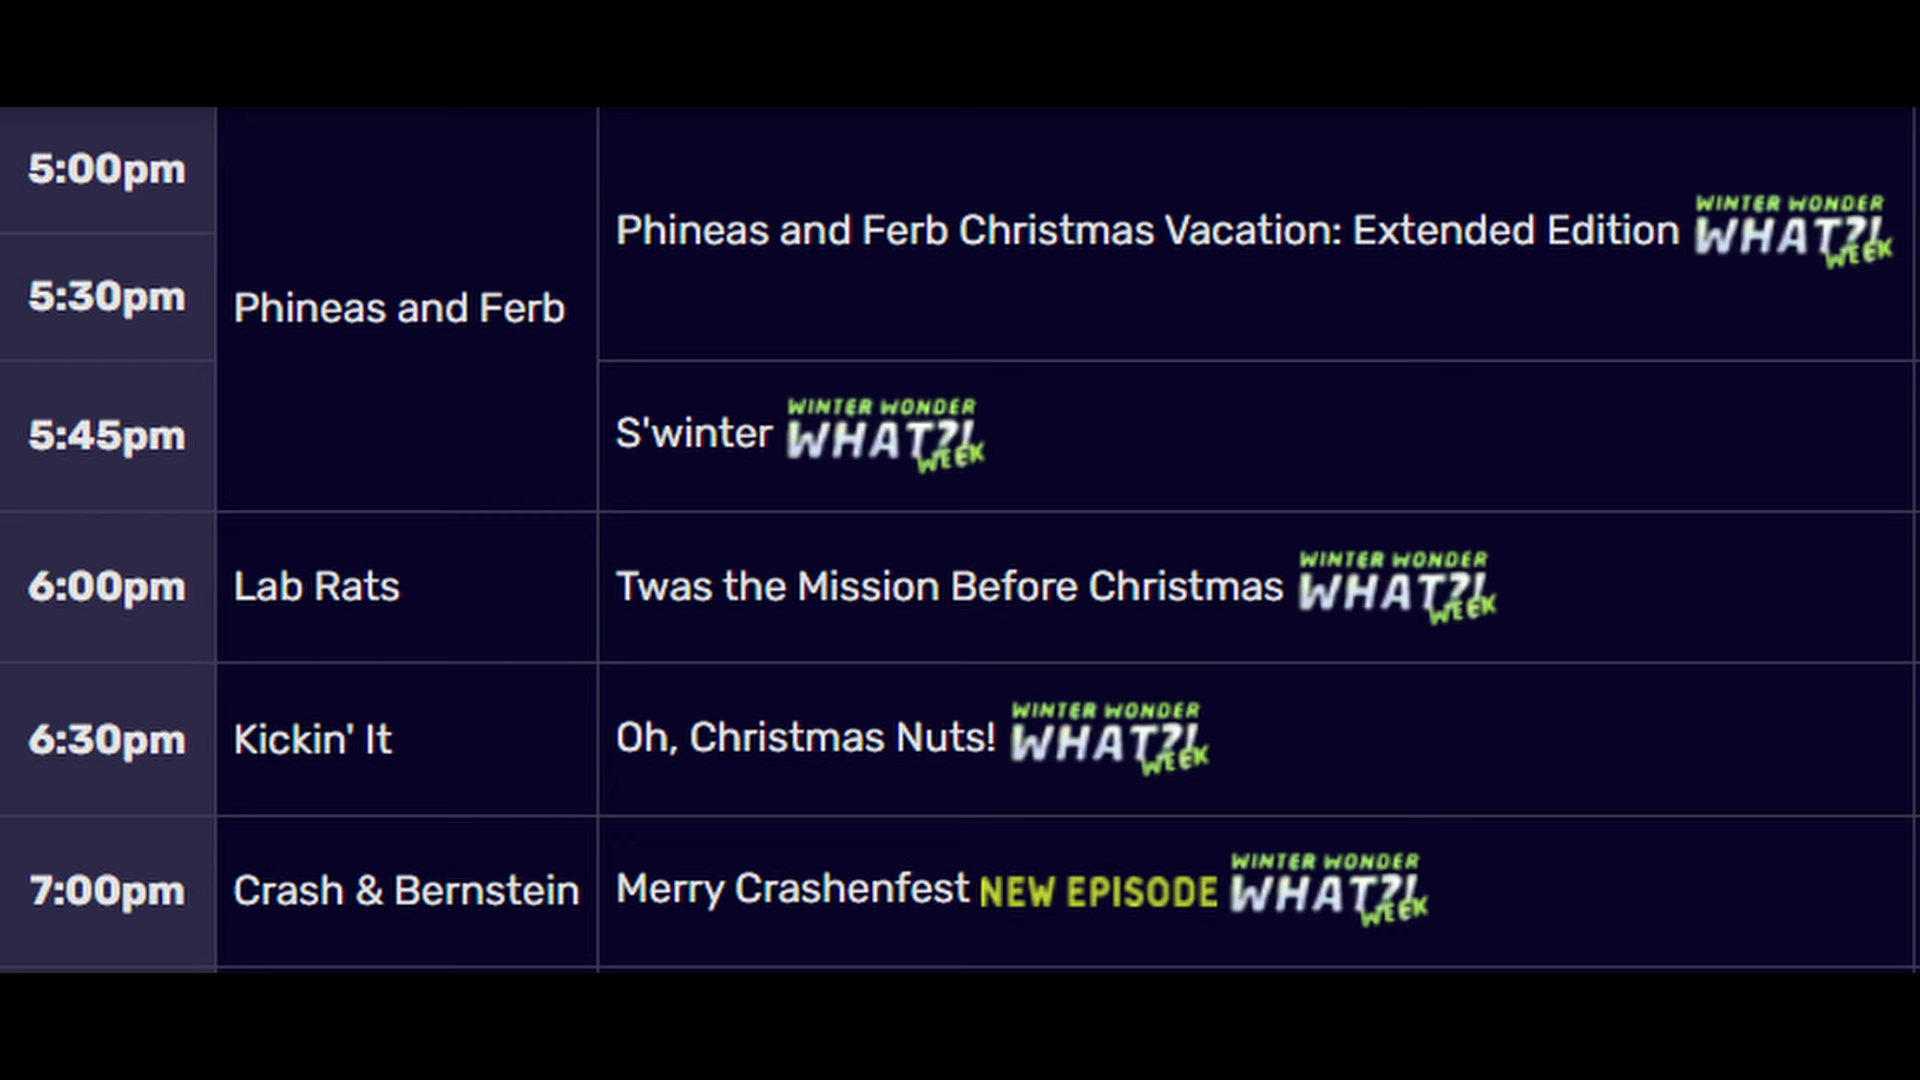 5:00pm
Phineas and Ferb Christmas Vacation: Extended Edition WINTER WONDER WHAT?! WEEK
5:30pm
Phineas and Ferb
5:45pm
S'winter WINTER WONDER WHAT?! WEEK
6:00pm Lab Rats Twas the Mission Before Christmas WINTER WONDER WHAT?! WEEK
6:30pm Kickin' It Oh, Christmas Nuts! WINTER WONDER WHAT?! WEEK
7:00pm Crash & Bernstein Merry Crashenfest NEW EPISODE WINTER WONDER WHAT?! WEEK